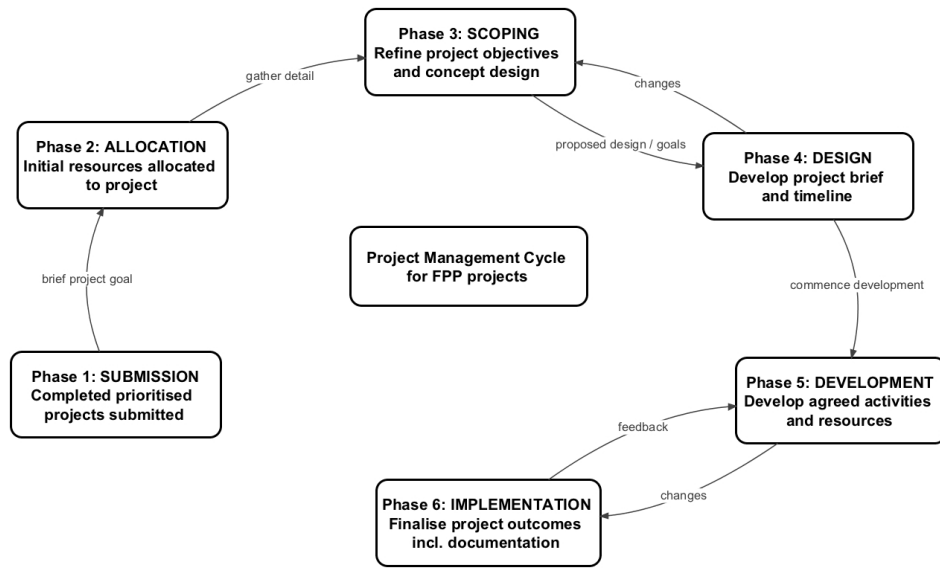 Phase 3: SCOPING
Refine project objectives
and concept design
gather detail
changes
Phase 2: ALLOCATION
Initial resources allocated
to project
proposed design / goals
Phase 4: DESIGN
Develop project brief
and timeline
Project Management Cycle
for FPP projects
brief project goal
commence development
Phase 1: SUBMISSION
Completed prioritised
projects submitted
Phase 5: DEVELOPMENT
Develop agreed activities
and resources
feedback
changes
Phase 6: IMPLEMENTATION
Finalise project outcomes
incl. documentation